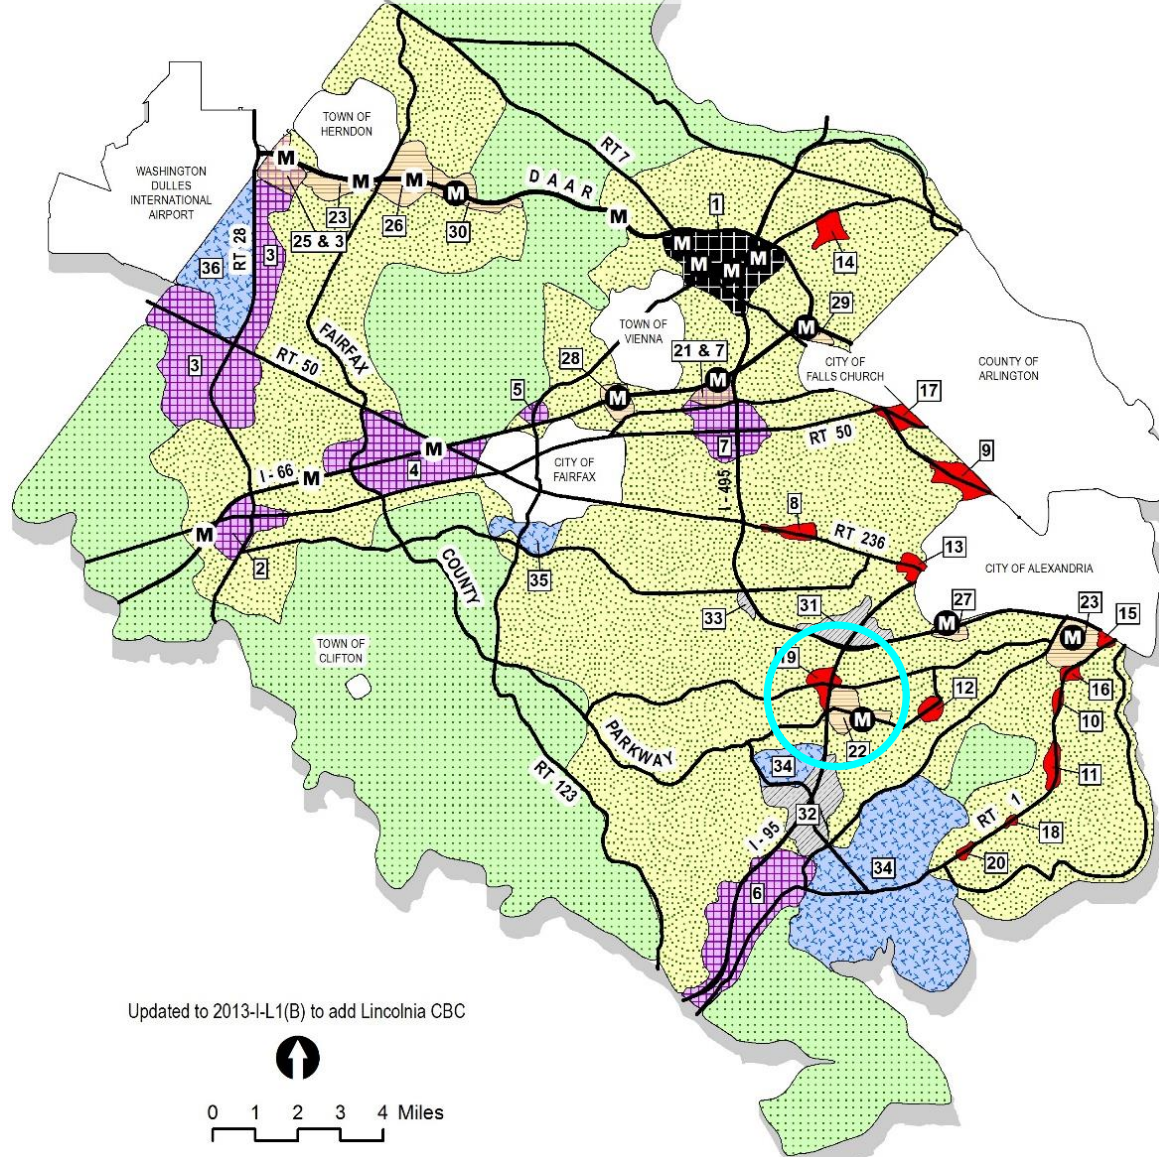 TOWN OF
HERNDON
WASHINGTON
DULLES
INTERNATIONAL
AIRPORT
RT 7
D A A R
M
M
M
M
M
23
26
30
25 & 3
RT 28
3
36
1
M
M
M
M
14
29
M
TOWN OF
VIENNA
21 & 7
28
M
M
CITY OF
FALLS CHURCH
COUNTY OF
ARLINGTON
FAIRFAX
RT 50
3
5
17
RT 50
7
9
CITY OF
FAIRFAX
M
4
I - 66
M
I - 495
8
RT 236
13
M
2
COUNTY
35
CITY OF ALEXANDRIA
33
31
27
M
23
M
15
TOWN OF
CLIFTON
19
12
16
10
M
22
PARKWAY
34
11
RT 123
32
RT 1
18
I - 95
20
34
6
Updated to 2013-I-L1(B) to add Lincolnia CBC
0 1 2 3 4 Miles